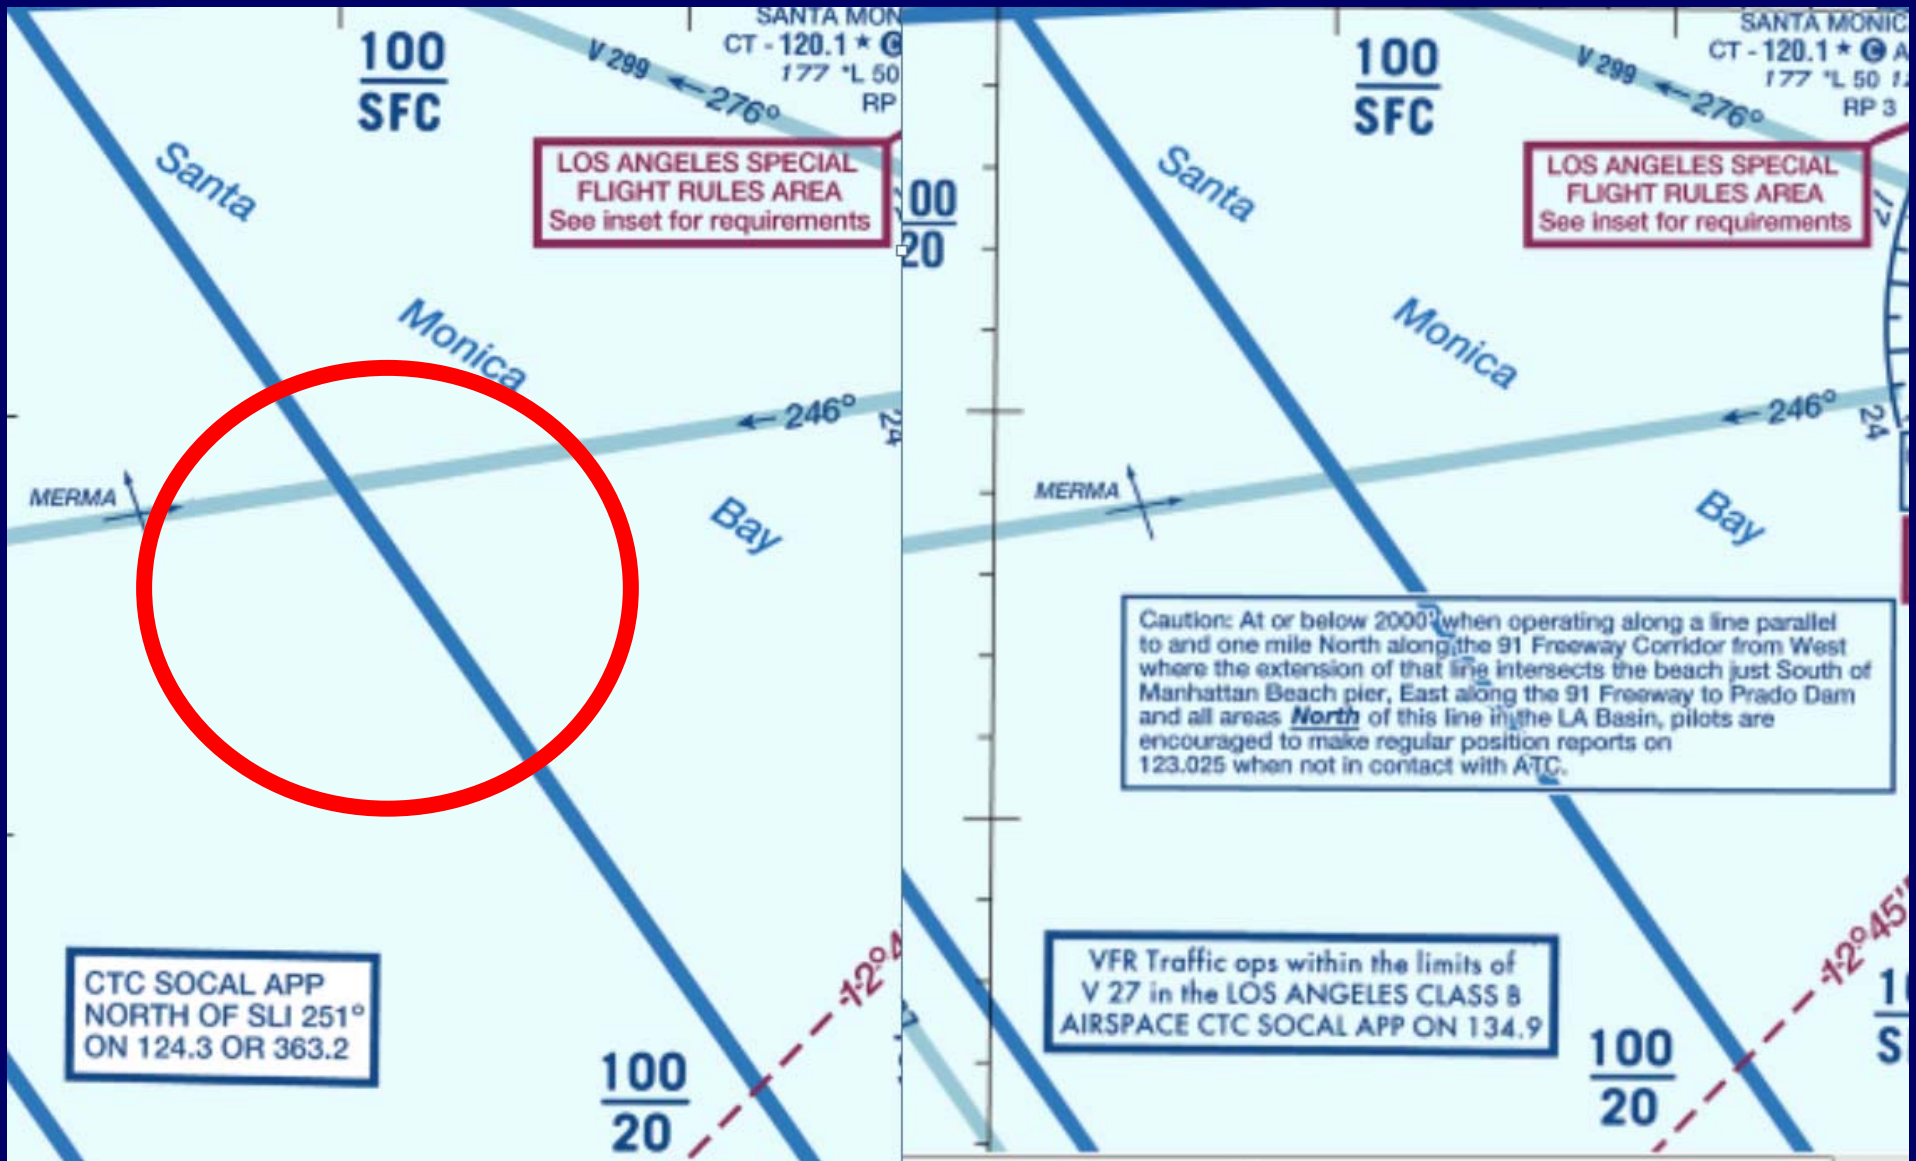 SANTA MON
CT - 120.1 ★ C
177 *L 50
RP
100
SFC
V 299
276°
LOS ANGELES SPECIAL
FLIGHT RULES AREA
See inset for requirements
Santa
Monica
Bay
246°
24
MERMA
CTC SOCAL APP
NORTH OF SLI 251°
ON 124.3 OR 363.2
12°4
100
20
00
20
SANTA MONIC
CT - 120.1 ★ C A
177 *L 50
RP 3
100
SFC
V 299
276°
LOS ANGELES SPECIAL
FLIGHT RULES AREA
See inset for requirements
Santa
Monica
Bay
246°
24
MERMA
Caution: At or below 2000' when operating along a line parallel
to and one mile North along the 91 Freeway Corridor from West
where the extension of that line intersects the beach just South of
Manhattan Beach pier, East along the 91 Freeway to Prado Dam
and all areas North of this line in the LA Basin, pilots are
encouraged to make regular position reports on
123.025 when not in contact with ATC.
VFR Traffic ops within the limits of
V 27 in the LOS ANGELES CLASS B
AIRSPACE CTC SOCAL APP ON 134.9
12°45'
100
20